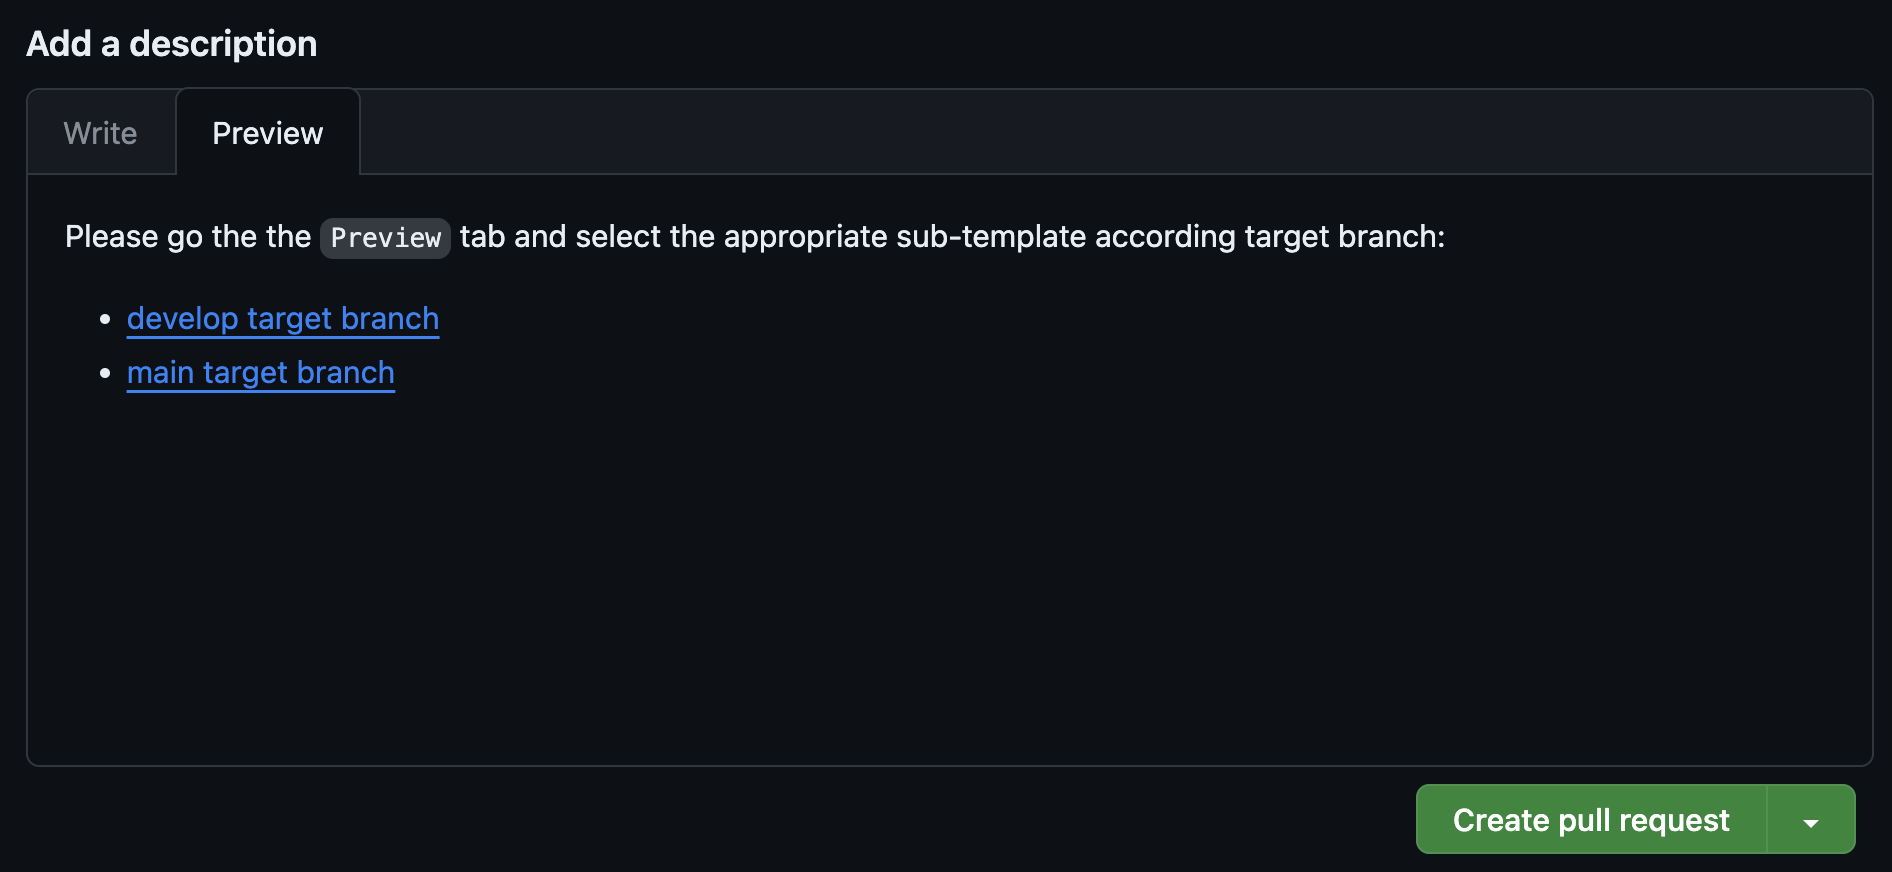 Add a description
Write
Preview
Please go the the Preview tab and select the appropriate sub-template according target branch:
develop target branch
main target branch
Create pull request